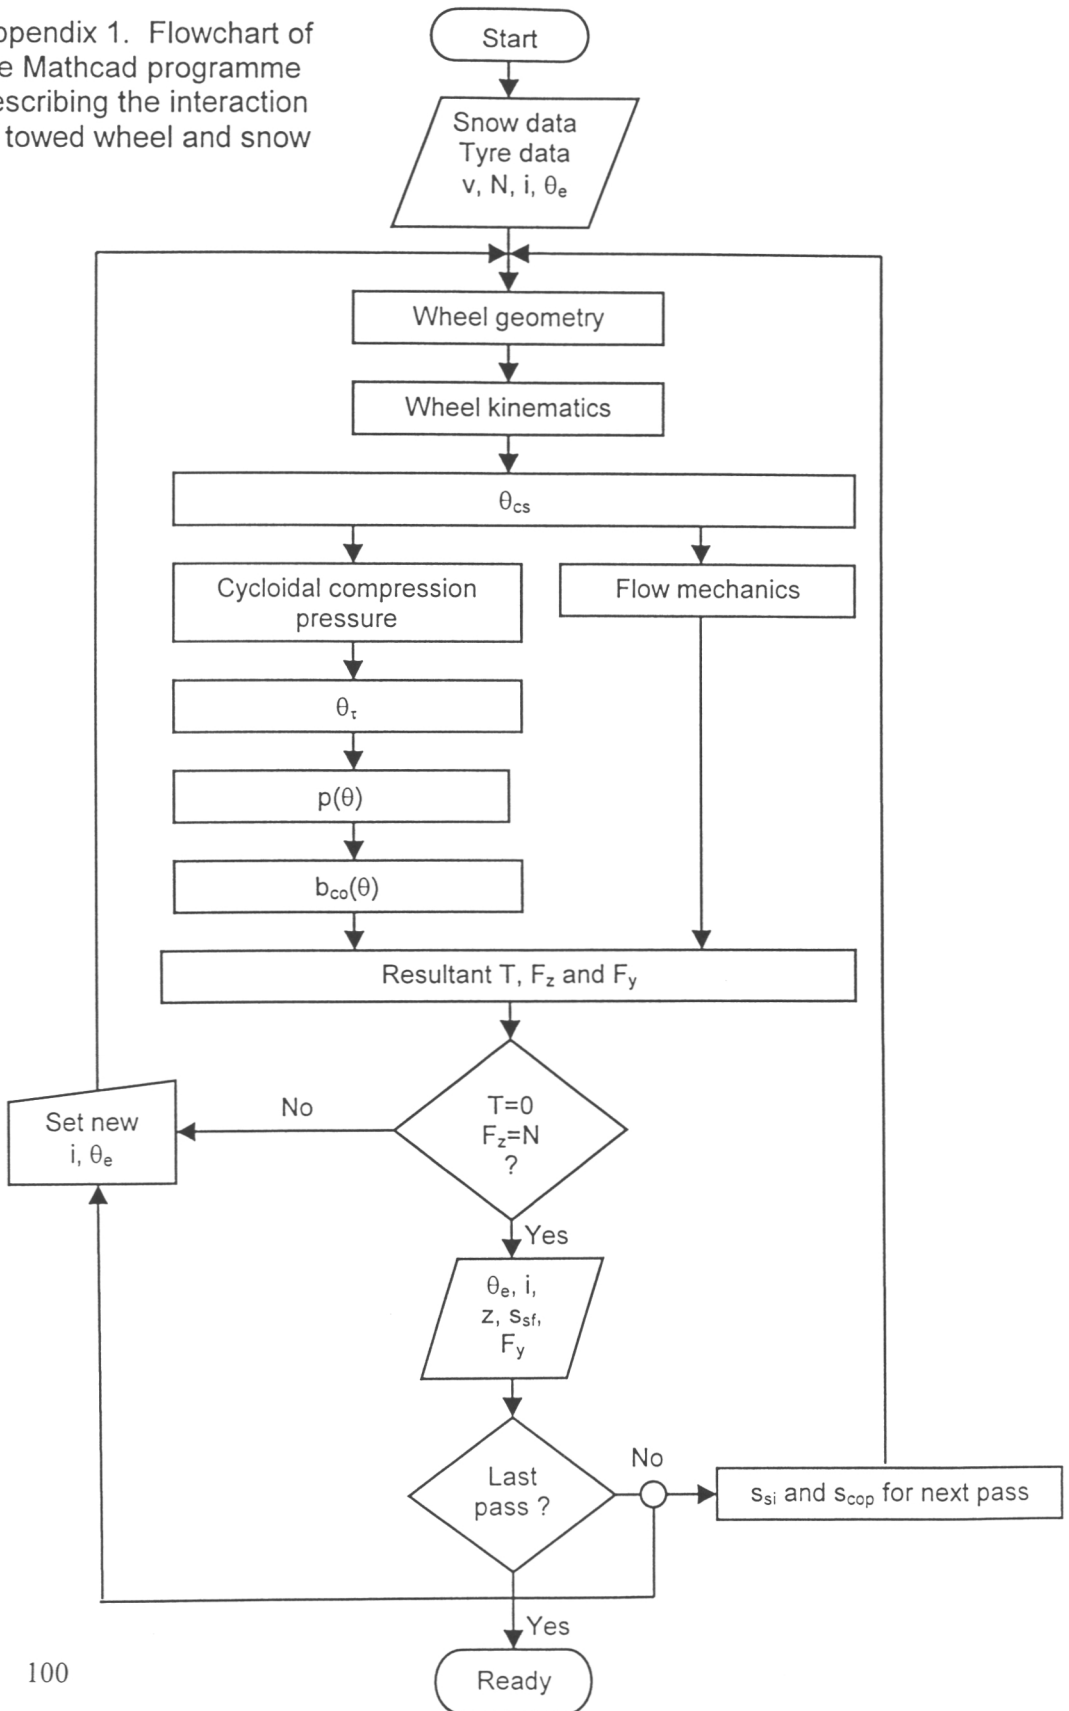 ppendix 1. Flowchart of
e Mathcad programme
escribing the interaction
towed wheel and snow
Start
Snow data
Tyre data
v, N, i, θₑ
Wheel geometry
Wheel kinematics
θcs
Cycloidal compression
pressure
Flow mechanics
θτ
p(θ)
bco(θ)
Resultant T, Fz and Fy
T=0
Fz=N
?
No
Set new
i, θₑ
Yes
θₑ, i,
z, ssf,
Fy
Last
pass ?
No
ssi and scop for next pass
Yes
Ready
100